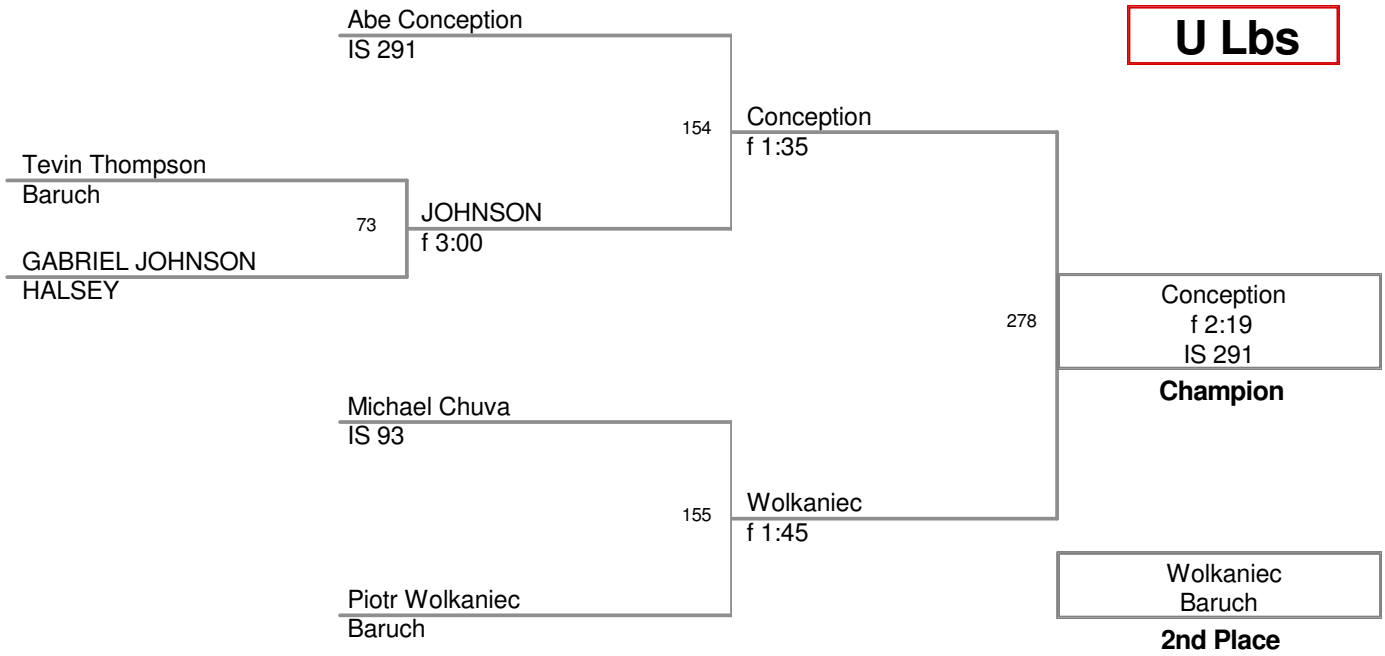 Abe Conception
IS 291
U Lbs
154
Conception
f 1:35
Tevin Thompson
Baruch
73
JOHNSON
f 3:00
GABRIEL JOHNSON
HALSEY
278
Conception
f 2:19
IS 291
Champion
Michael Chuva
IS 93
155
Wolkaniec
f 1:45
Piotr Wolkaniec
Baruch
Wolkaniec
Baruch
2nd Place